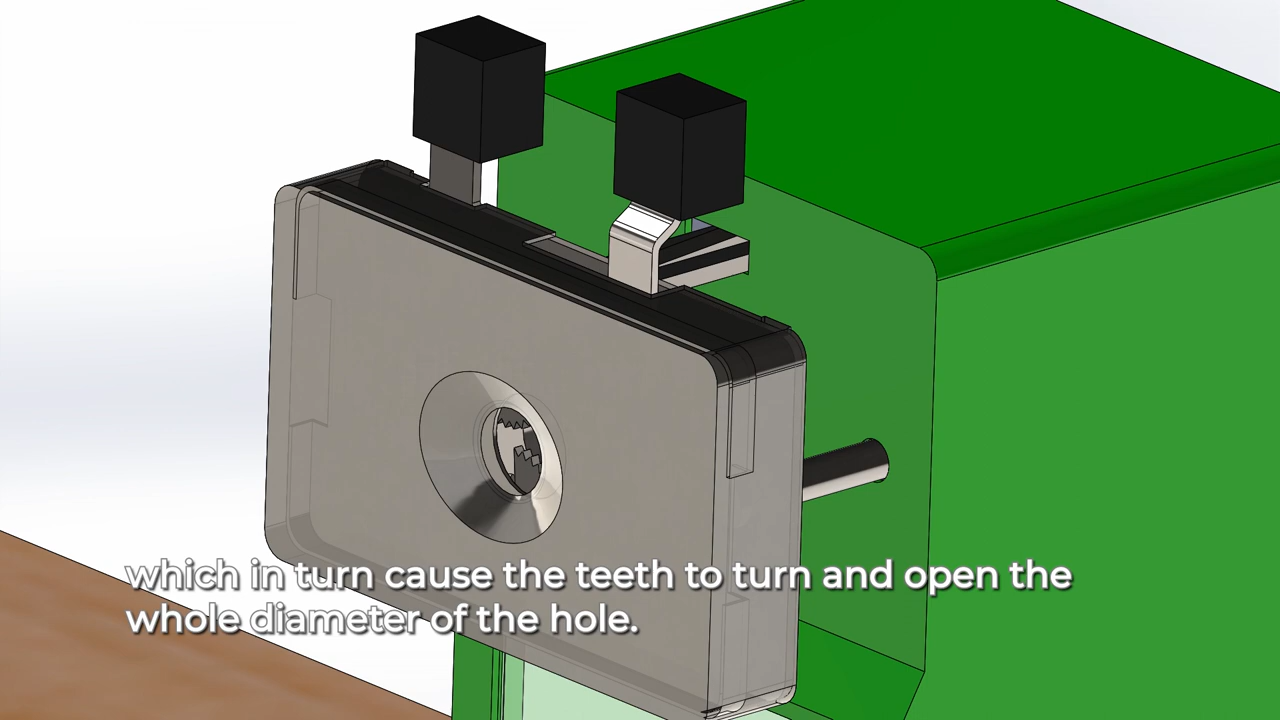 which in turn cause the teeth to turn and open the
whole diameter of the hole.